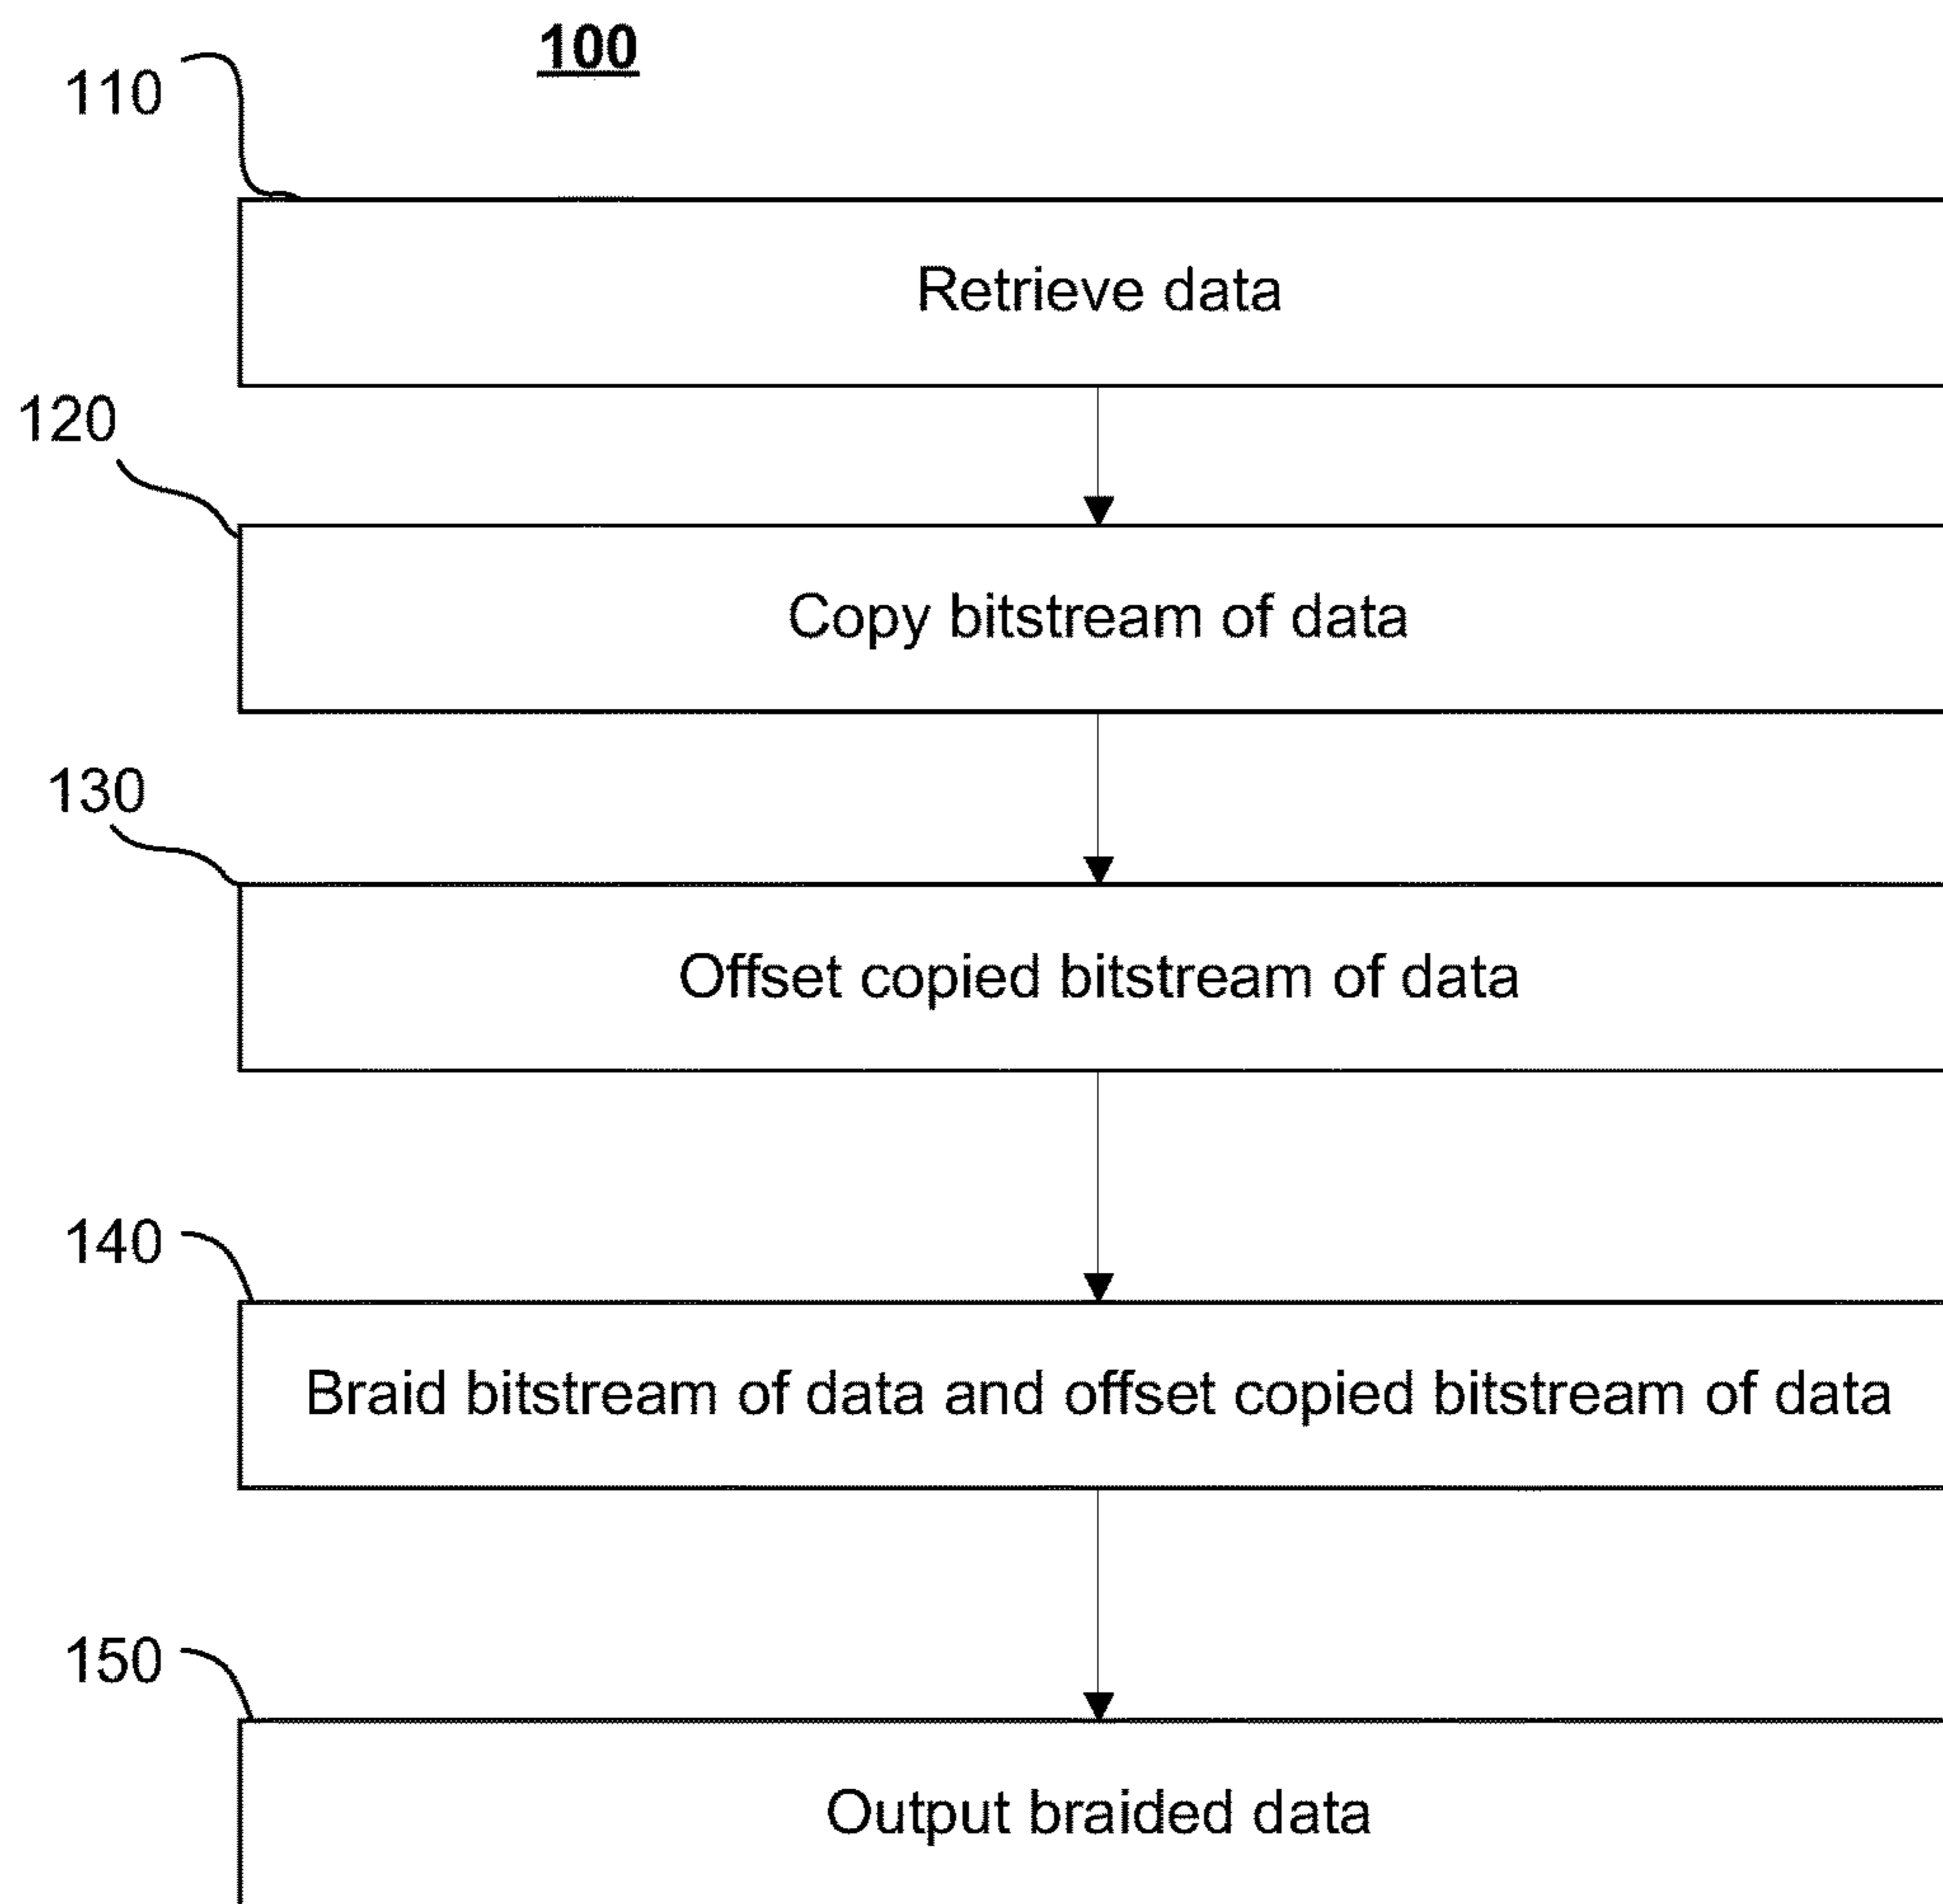 100
110
Retrieve data
120
Copy bitstream of data
130
Offset copied bitstream of data
140
Braid bitstream of data and offset copied bitstream of data
150
Output braided data